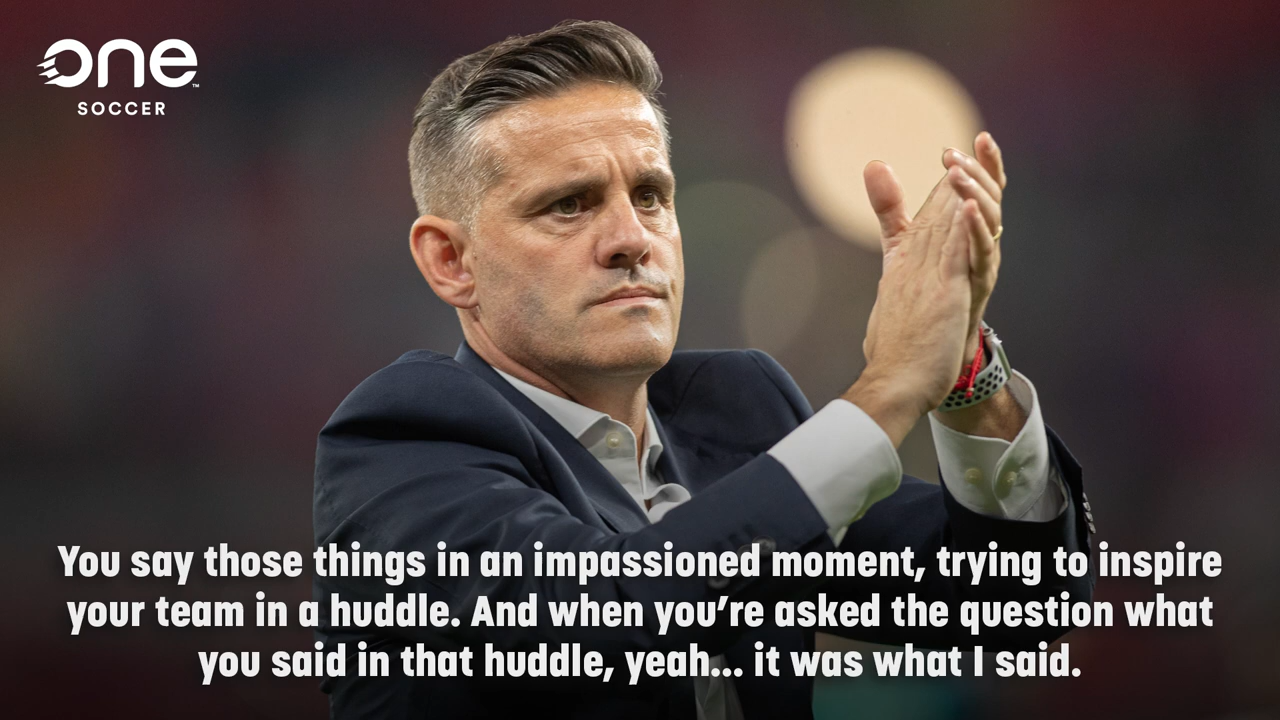 one™
SOCCER
You say those things in an impassioned moment, trying to inspire
your team in a huddle. And when you’re asked the question what
you said in that huddle, yeah... it was what I said.